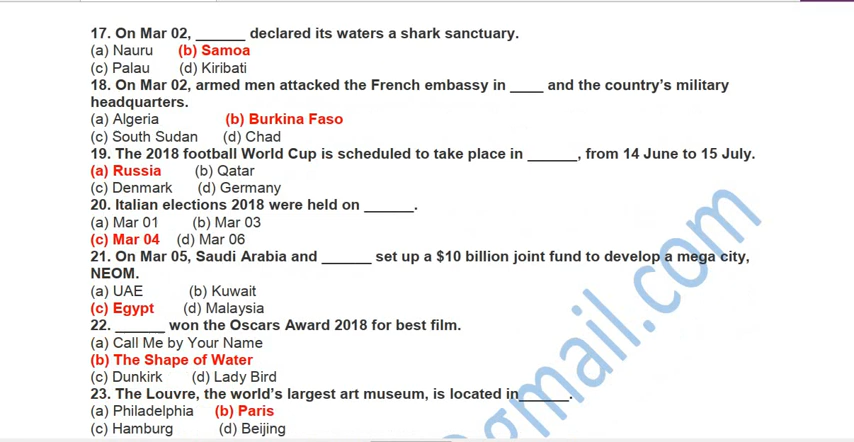 17. On Mar 02, ______ declared its waters a shark sanctuary.
(a) Nauru (b) Samoa
(c) Palau (d) Kiribati
18. On Mar 02, armed men attacked the French embassy in ____ and the country's military
headquarters.
(a) Algeria (b) Burkina Faso
(c) South Sudan (d) Chad
19. The 2018 football World Cup is scheduled to take place in ______, from 14 June to 15 July.
(a) Russia (b) Qatar
(c) Denmark (d) Germany
20. Italian elections 2018 were held on ______.
(a) Mar 01 (b) Mar 03
(c) Mar 04 (d) Mar 06
21. On Mar 05, Saudi Arabia and ______ set up a $10 billion joint fund to develop a mega city,
NEOM.
(a) UAE (b) Kuwait
(c) Egypt (d) Malaysia
22. ______ won the Oscars Award 2018 for best film.
(a) Call Me by Your Name
(b) The Shape of Water
(c) Dunkirk (d) Lady Bird
23. The Louvre, the world's largest art museum, is located in______.
(a) Philadelphia (b) Paris
(c) Hamburg (d) Beijing
@gmail.com